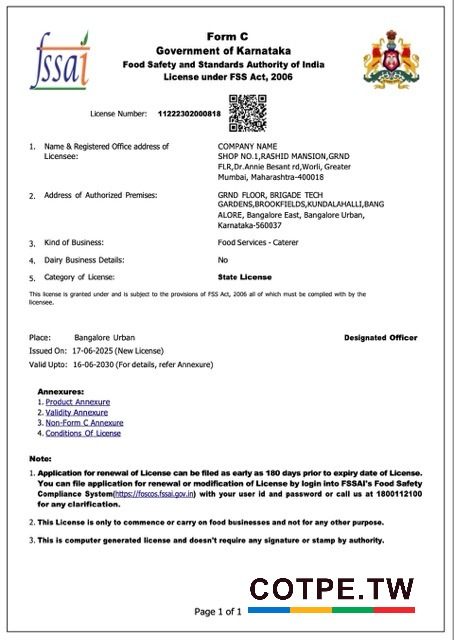 fssai
Form C
Government of Karnataka
Food Safety and Standards Authority of India
License under FSS Act, 2006
License Number: 11222302000818
1. Name & Registered Office address of Licensee:
COMPANY NAME
SHOP NO.1,RASHID MANSION,GRND
FLR,Dr.Annie Besant rd,Worli, Greater
Mumbai, Maharashtra-400018
2. Address of Authorized Premises:
GRND FLOOR, BRIGADE TECH
GARDENS,BROOKFIELDS,KUNDALAHALLI,BANG
ALORE, Bangalore East, Bangalore Urban,
Karnataka-560037
3. Kind of Business: Food Services - Caterer
4. Dairy Business Details: No
5. Category of License: State License
This license is granted under and is subject to the provisions of FSS Act, 2006 all of which must be complied with by the
licensee.
Place: Bangalore Urban Designated Officer
Issued On: 17-06-2025 (New License)
Valid Upto: 16-06-2030 (For details, refer Annexure)
Annexures:
1. Product Annexure
2. Validity Annexure
3. Non-Form C Annexure
4. Conditions Of License
Note:
1. Application for renewal of License can be filed as early as 180 days prior to expiry date of License.
You can file application for renewal or modification of License by login into FSSAI's Food Safety
Compliance System(https://foscos.fssai.gov.in) with your user id and password or call us at 1800112100
for any clarification.
2. This License is only to commence or carry on food businesses and not for any other purpose.
3. This is computer generated license and doesn't require any signature or stamp by authority.
COTPE.TW
Page 1 of 1